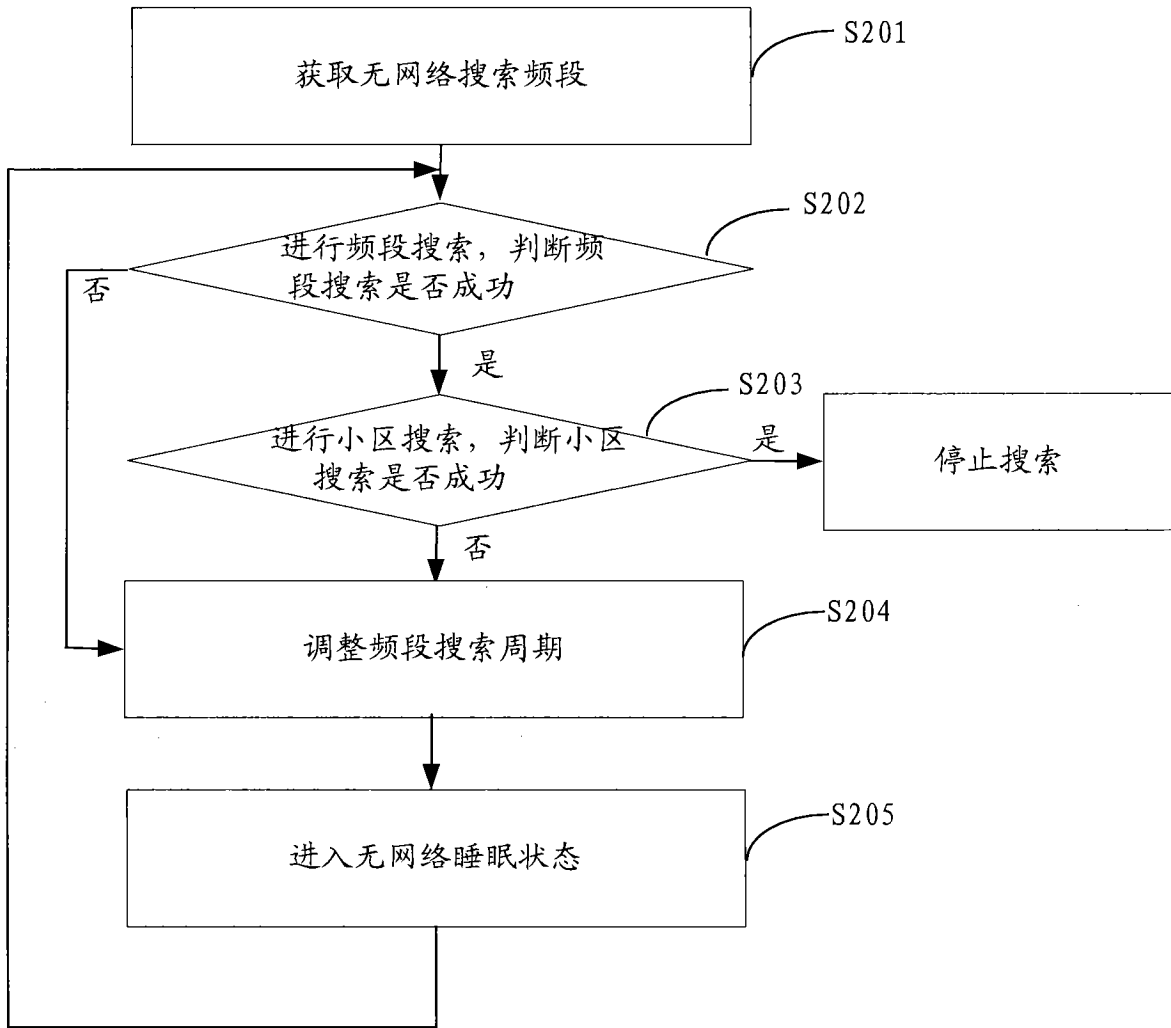 S201
获取无网络搜索频段
S202
进行频段搜索，判断频
段搜索是否成功
否
是
S203
进行小区搜索，判断小区
搜索是否成功
是
停止搜索
否
S204
调整频段搜索周期
S205
进入无网络睡眠状态